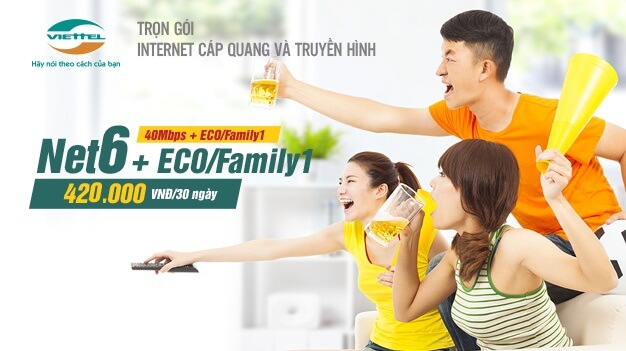 VIETTEL
Hãy nói theo cách của bạn
TRỌN GÓI
INTERNET CÁP QUANG VÀ TRUYỀN HÌNH
40Mbps + ECO/Family1
Net6 + ECO/Family1
420.000 VNĐ/30 ngày